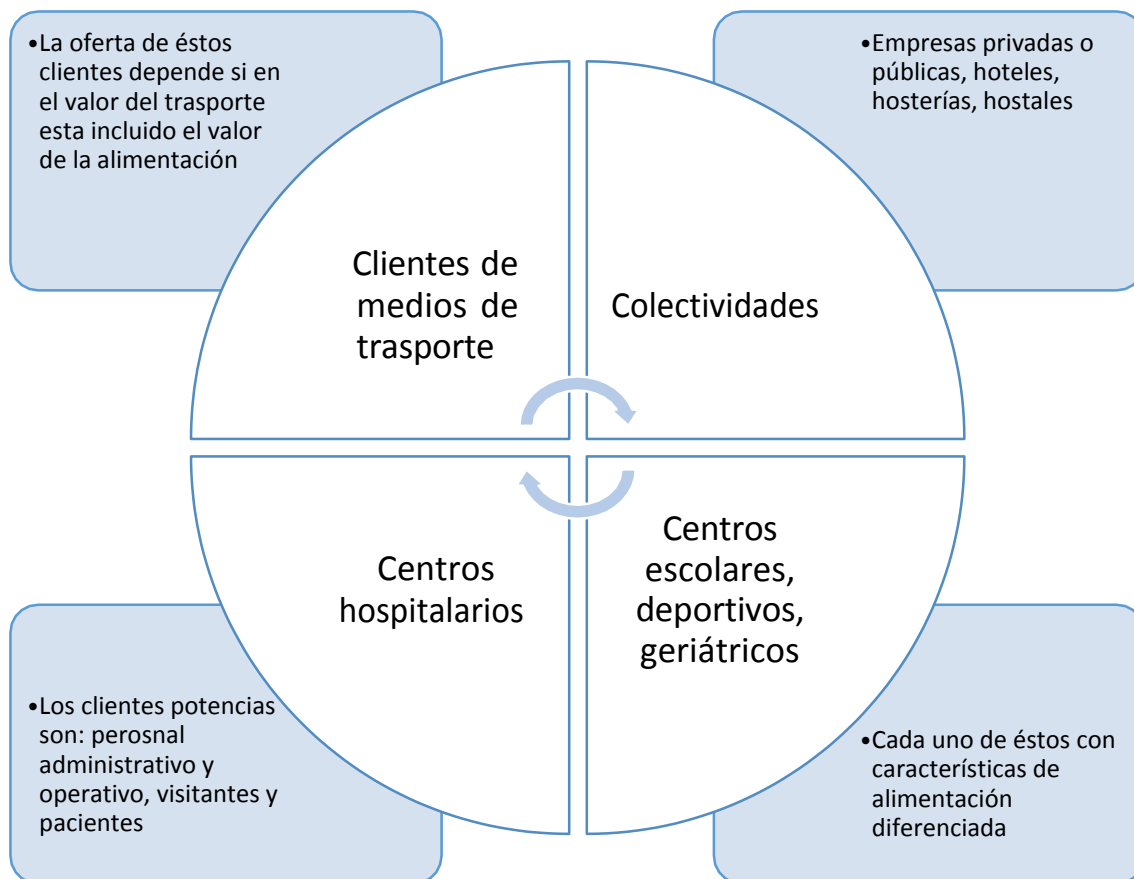 •La oferta de éstos
clientes depende si en
el valor del trasporte
esta incluido el valor
de la alimentación
•Empresas privadas o
públicas, hoteles,
hosterías, hostales
Clientes de
medios de
trasporte
Colectividades
Centros
hospitalarios
Centros
escolares,
deportivos,
geriátricos
•Los clientes potencias
son: perosnal
administrativo y
operativo, visitantes y
pacientes
•Cada uno de éstos con
características de
alimentación
diferenciada